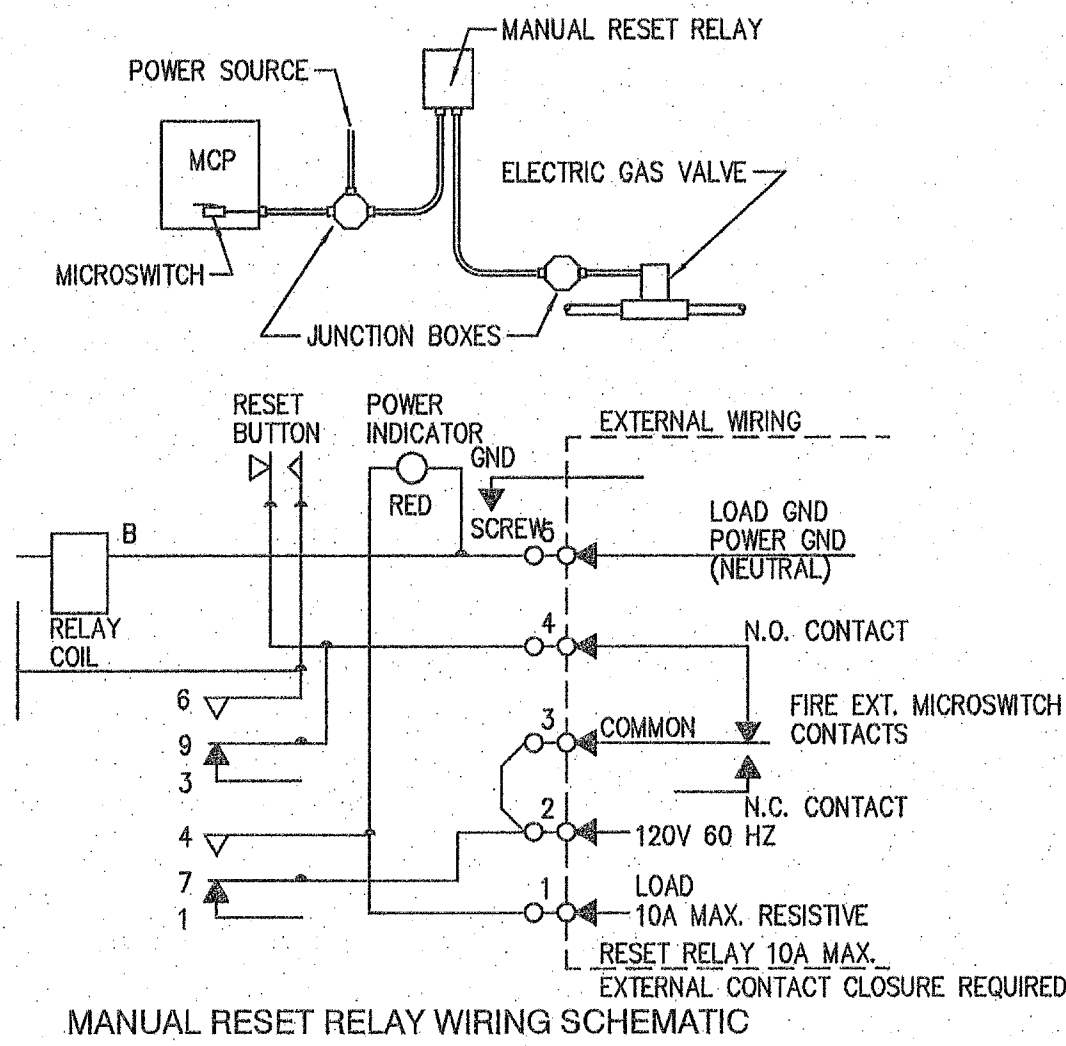 MANUAL RESET RELAY
POWER SOURCE
MCP
ELECTRIC GAS VALVE
MICROSWITCH
JUNCTION BOXES
RESET
BUTTON
POWER
INDICATOR
RED
GND
SCREW
EXTERNAL WIRING
LOAD GND
POWER GND
(NEUTRAL)
B
5
RELAY
COIL
4
N.O. CONTACT
6
9
3
3
COMMON
FIRE EXT. MICROSWITCH
CONTACTS
N.C. CONTACT
4
7
1
2
120V 60 HZ
1
LOAD
10A MAX. RESISTIVE
RESET RELAY 10A MAX.
EXTERNAL CONTACT CLOSURE REQUIRED
MANUAL RESET RELAY WIRING SCHEMATIC